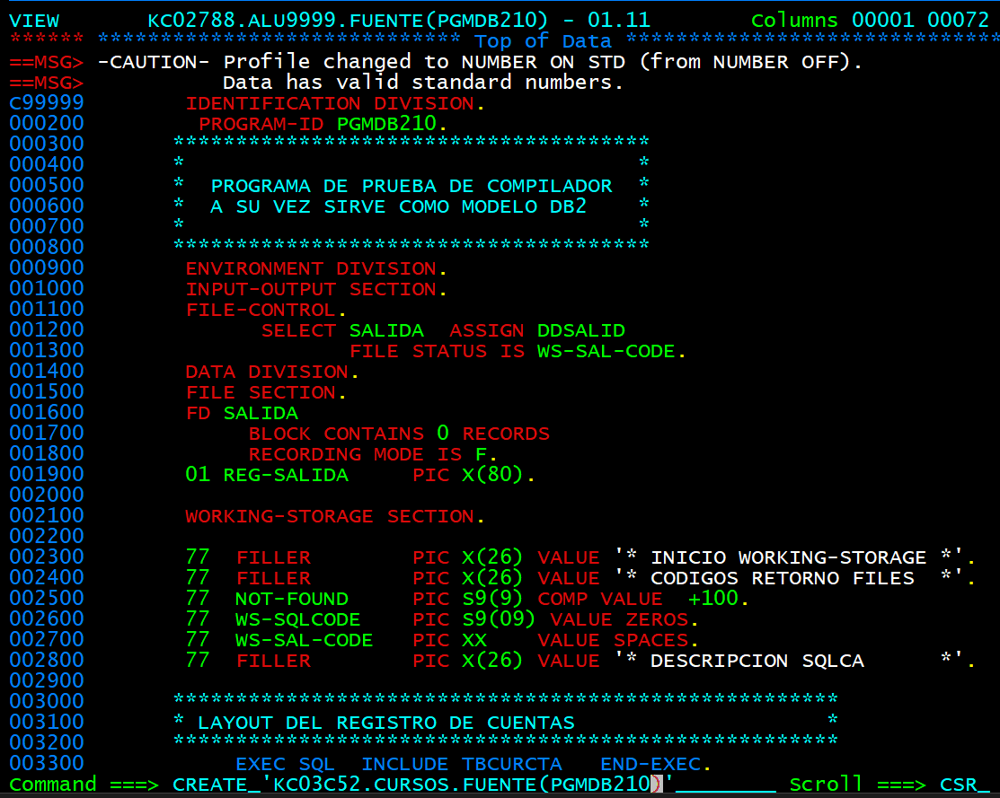 VIEW       KC02788.ALU9999.FUENTE(PGMDB210) - 01.11        Columns 00001 00072
****** ***************************** Top of Data ******************************
==MSG> -CAUTION- Profile changed to NUMBER ON STD (from NUMBER OFF).
==MSG>           Data has valid standard numbers.
C99999        IDENTIFICATION DIVISION.
000200         PROGRAM-ID PGMDB210.
000300       **************************************
000400       *                                    *
000500       *  PROGRAMA DE PRUEBA DE COMPILADOR  *
000600       *  A SU VEZ SIRVE COMO MODELO DB2    *
000700       *                                    *
000800       **************************************
000900        ENVIRONMENT DIVISION.
001000        INPUT-OUTPUT SECTION.
001100        FILE-CONTROL.
001200              SELECT SALIDA  ASSIGN DDSALID
001300                     FILE STATUS IS WS-SAL-CODE.
001400        DATA DIVISION.
001500        FILE SECTION.
001600        FD SALIDA
001700             BLOCK CONTAINS 0 RECORDS
001800             RECORDING MODE IS F.
001900        01 REG-SALIDA     PIC X(80).
002000
002100        WORKING-STORAGE SECTION.
002200
002300        77  FILLER        PIC X(26) VALUE '* INICIO WORKING-STORAGE *'.
002400        77  FILLER        PIC X(26) VALUE '* CODIGOS RETORNO FILES  *'.
002500        77  NOT-FOUND     PIC S9(9) COMP VALUE  +100.
002600        77  WS-SQLCODE    PIC S9(09) VALUE ZEROS.
002700        77  WS-SAL-CODE   PIC XX    VALUE SPACES.
002800        77  FILLER        PIC X(26) VALUE '* DESCRIPCION SQLCA      *'.
002900
003000       *****************************************************
003100       * LAYOUT DEL REGISTRO DE CUENTAS                    *
003200       *****************************************************
003300            EXEC SQL  INCLUDE TBCURCTA   END-EXEC.
Command ===> CREATE_'KC03C52.CURSOS.FUENTE(PGMDB210)'________ Scroll ===> CSR_